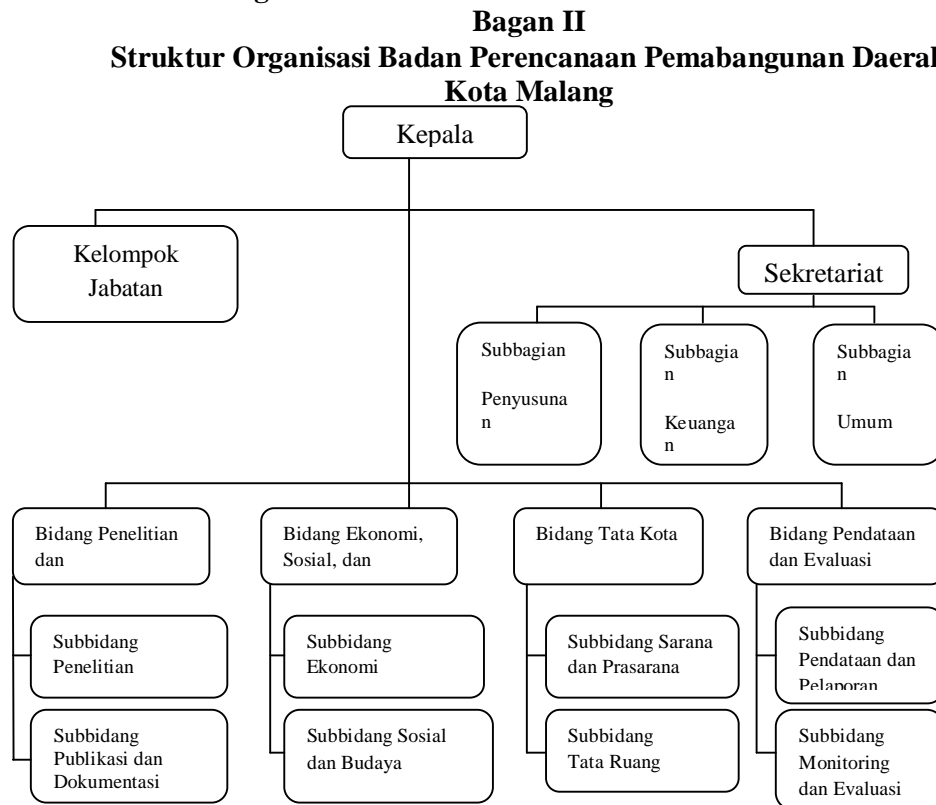 Bagan II
Struktur Organisasi Badan Perencanaan Pemabangunan Daera
Kota Malang
Kepala
Kelompok
Jabatan
Sekretariat
Subbagian
Penyusuna
n
Subbagia
n
Keuangan
n
Subbagia
n
Umum
Bidang Penelitian
dan
Bidang Ekonomi,
Sosial, dan
Bidang Tata Kota
Bidang Pendataan
dan Evaluasi
Subbidang
Penelitian
Subbidang
Ekonomi
Subbidang Sarana
dan Prasarana
Subbidang
Pendataan dan
Pelaporan
Subbidang
Publikasi dan
Dokumentasi
Subbidang Sosial
dan Budaya
Subbidang
Tata Ruang
Subbidang
Monitoring
dan Evaluasi